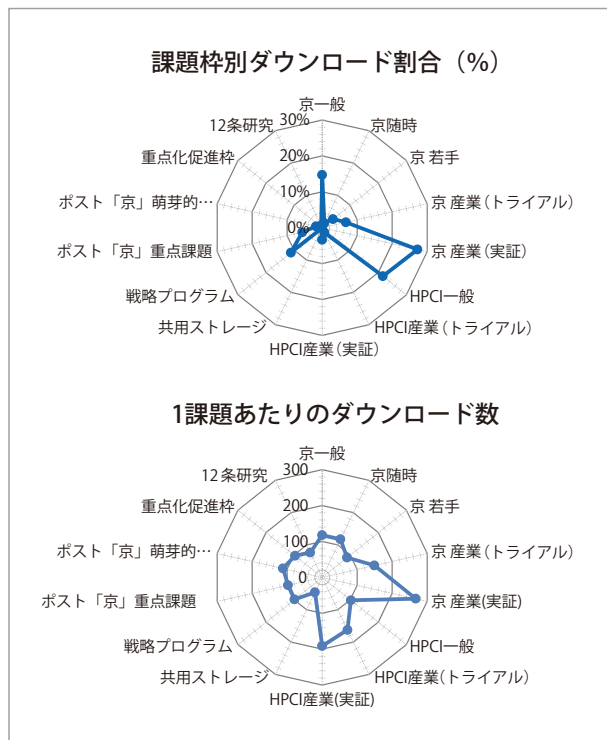 課題枠別ダウンロード割合（%）
京一般
30%
12条研究
京随時
重点化促進枠
20%
京 若手
10%
ポスト「京」萌芽的…
京 産業（トライアル）
0%
ポスト「京」重点課題
京 産業（実証）
戦略プログラム
HPCI一般
共用ストレージ
HPCI産業（トライアル）
HPCI産業（実証）
1課題あたりのダウンロード数
京一般
300
12条研究
京随時
重点化促進枠
200
京 若手
100
ポスト「京」萌芽的…
京 産業（トライアル）
0
ポスト「京」重点課題
京 産業(実証)
戦略プログラム
HPCI一般
共用ストレージ
HPCI産業（トライアル）
HPCI産業(実証)